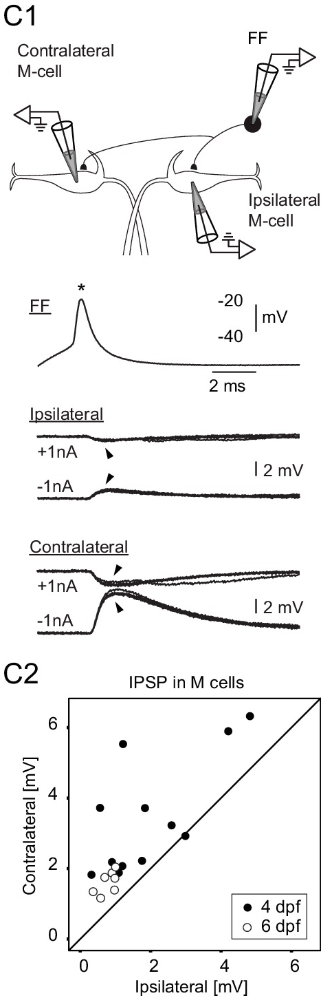 C1
FF
Contralateral
M-cell
Ipsilateral
M-cell
*
FF
-20
mV
-40
2 ms
Ipsilateral
+1nA
2 mV
-1nA
Contralateral
+1nA
2 mV
-1nA
C2
IPSP in M cells
6
4
2
0
Contralateral [mV]
4 dpf
6 dpf
0 2 4 6
Ipsilateral [mV]